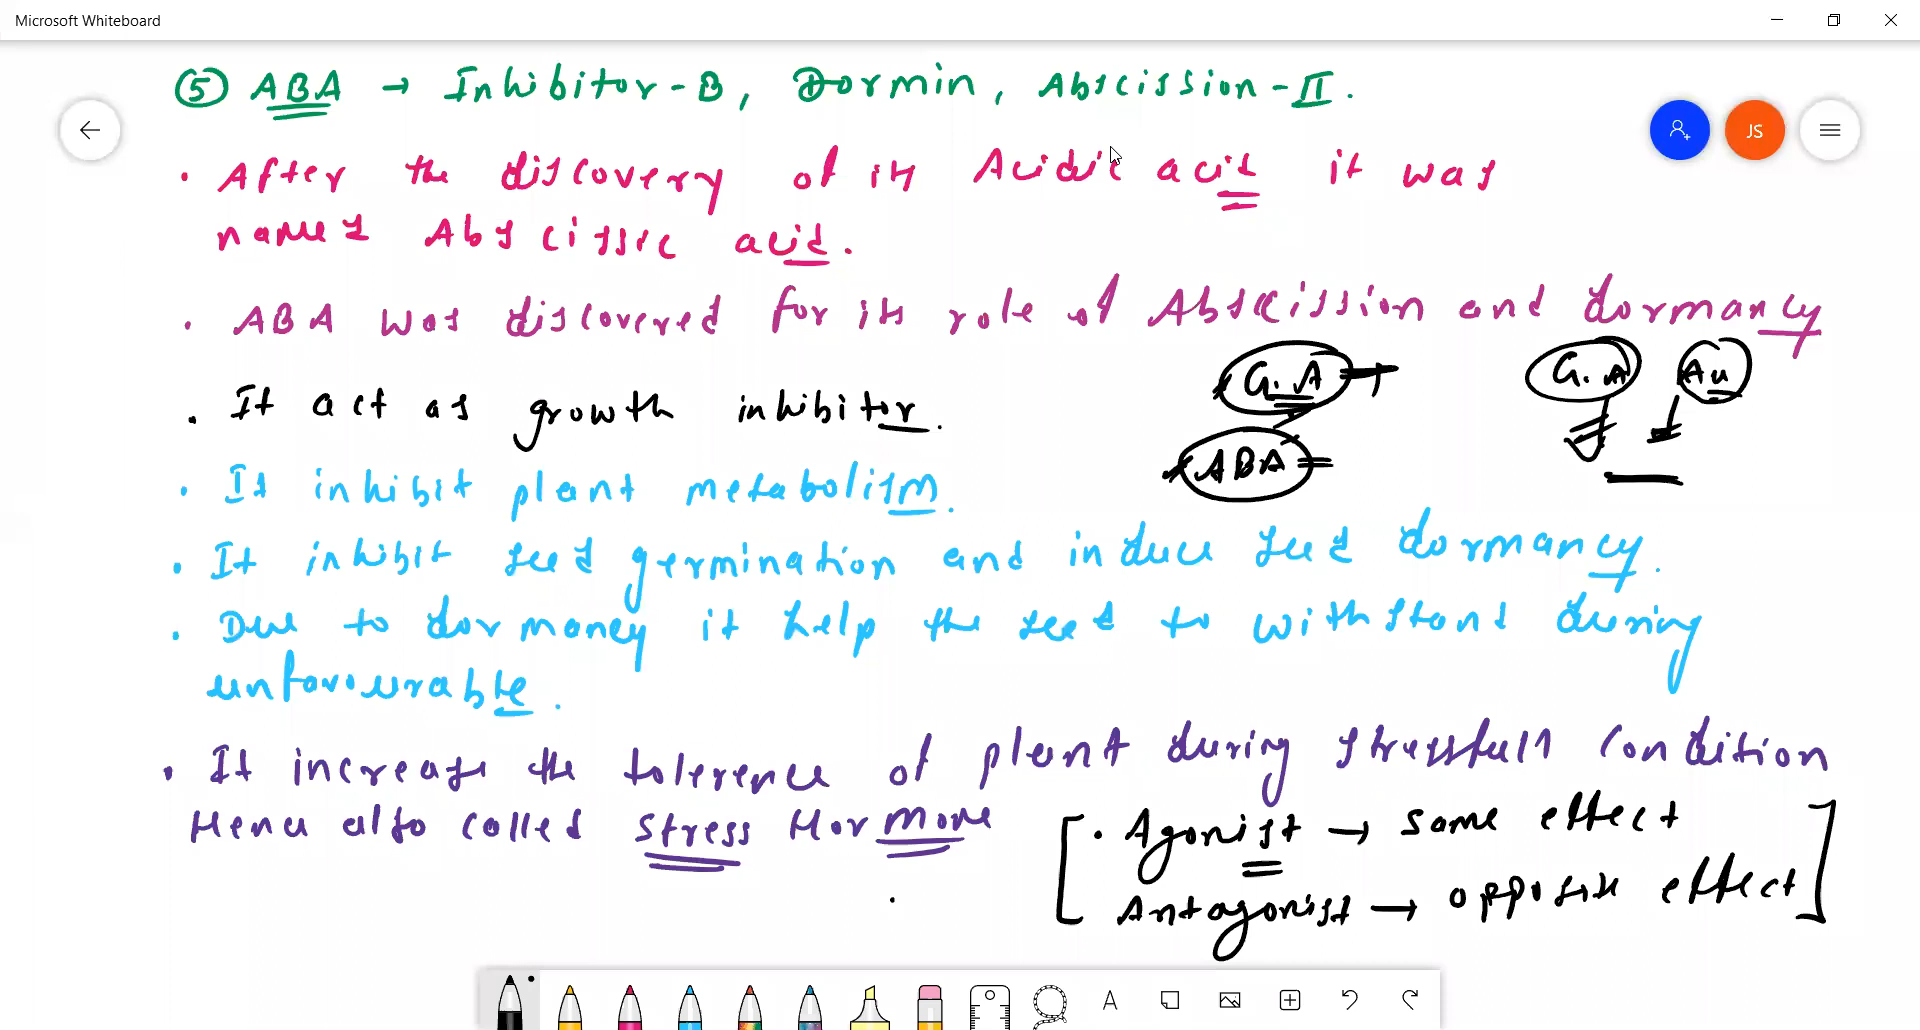 Microsoft Whiteboard
⑤ ABA → Inhibitor-B, Dormin, Abscission-II.
JS
• After the discovery of its Acidic acid it was
named Abscissic acid.
• ABA was discovered for its role of Abscission and dormancy
G.A
G.A Au
• It act as growth inhibitor.
ABA
• It inhibit plant metabolism.
• It inhibit seed germination and induce seed dormancy.
• Due to dormancy it help the seed to withstand during
unfavourable.
• It increase the tolerence of plant during stressfull condition
Hence also called Stress Hormone
[• Agonist → same effect
Antagonist → opposite effect]